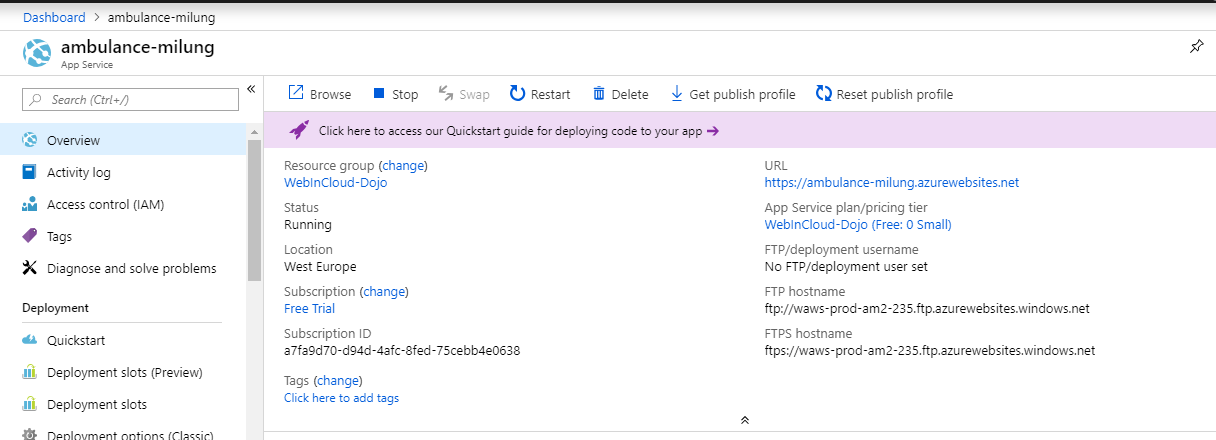 Dashboard > ambulance-milung
ambulance-milung
App Service
Search (Ctrl+/)
«
Overview
Activity log
Access control (IAM)
Tags
Diagnose and solve problems
Deployment
Quickstart
Deployment slots (Preview)
Deployment slots
Deployment options (Classic)
Browse Stop Swap Restart Delete Get publish profile Reset publish profile
Click here to access our Quickstart guide for deploying code to your app →
Resource group (change)
WebInCloud-Dojo
Status
Running
Location
West Europe
Subscription (change)
Free Trial
Subscription ID
a7fa9d70-d94d-4afc-8fed-75cebb4e0638
Tags (change)
Click here to add tags
URL
https://ambulance-milung.azurewebsites.net
App Service plan/pricing tier
WebInCloud-Dojo (Free: 0 Small)
FTP/deployment username
No FTP/deployment user set
FTP hostname
ftp://waws-prod-am2-235.ftp.azurewebsites.windows.net
FTPS hostname
ftps://waws-prod-am2-235.ftp.azurewebsites.windows.net